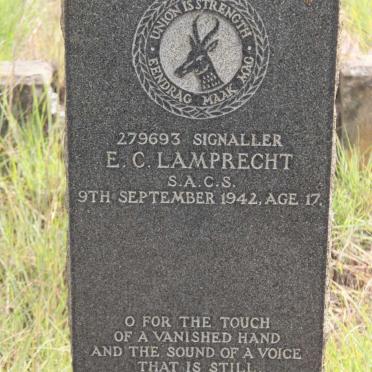 UNION IS STRENGTH
EENDRAG MAAK MAG
279693 SIGNALLER
E. C. LAMPRECHT
S.A.C.S.
9TH SEPTEMBER 1942, AGE 17.
O FOR THE TOUCH
OF A VANISHED HAND
AND THE SOUND OF A VOICE
THAT IS STILL